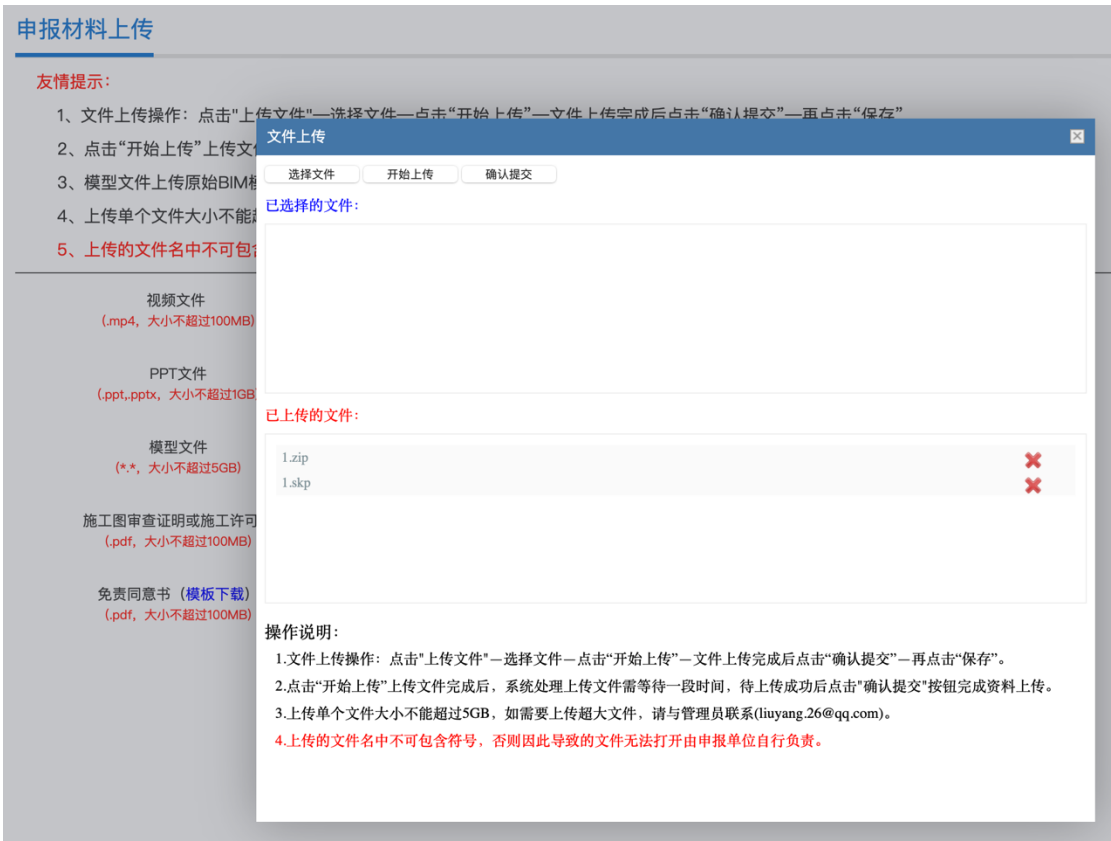 申报材料上传
友情提示：
1、文件上传操作：点击"上传文件"—选择文件—点击“开始上传”—文件上传完成后点击“确认提交”—再点击“保存”
文件上传
2、点击“开始上传”上传文
3、模型文件上传原始BIM
4、上传单个文件大小不能
5、上传的文件名中不可包
选择文件 开始上传 确认提交
已选择的文件：
视频文件
(.mp4，大小不超过100MB)
PPT文件
(.ppt,.pptx，大小不超过1GB
模型文件
(*.*，大小不超过5GB)
施工图审查证明或施工许可
(.pdf，大小不超过100MB)
免责同意书（模板下载）
(.pdf，大小不超过100MB)
已上传的文件：
1.zip
1.skp
操作说明：
1.文件上传操作：点击"上传文件"－选择文件－点击“开始上传”－文件上传完成后点击“确认提交”－再点击“保存”。
2.点击“开始上传”上传文件完成后，系统处理上传文件需等待一段时间，待上传成功后点击"确认提交"按钮完成资料上传。
3.上传单个文件大小不能超过5GB，如需要上传超大文件，请与管理员联系(liuyang.26@qq.com)。
4.上传的文件名中不可包含符号，否则因此导致的文件无法打开由申报单位自行负责。